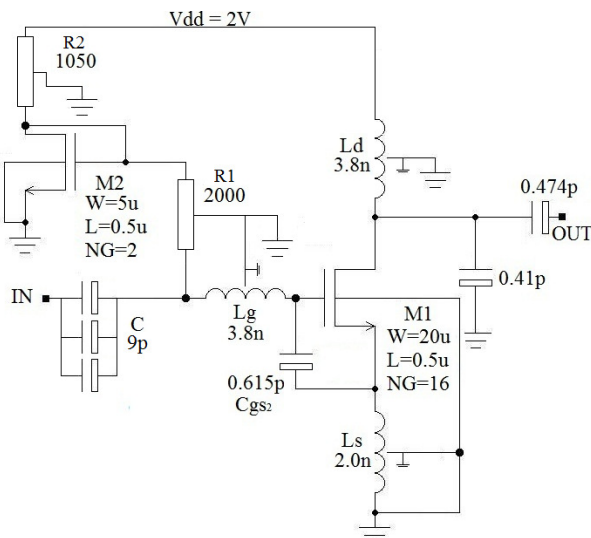 Vdd = 2V
R2
1050
Ld
3.8n
M2
W=5u
L=0.5u
NG=2
R1
2000
0.474p
OUT
0.41p
IN
C
9p
Lg
3.8n
M1
W=20u
L=0.5u
NG=16
0.615p
Cgs₂
Ls
2.0n